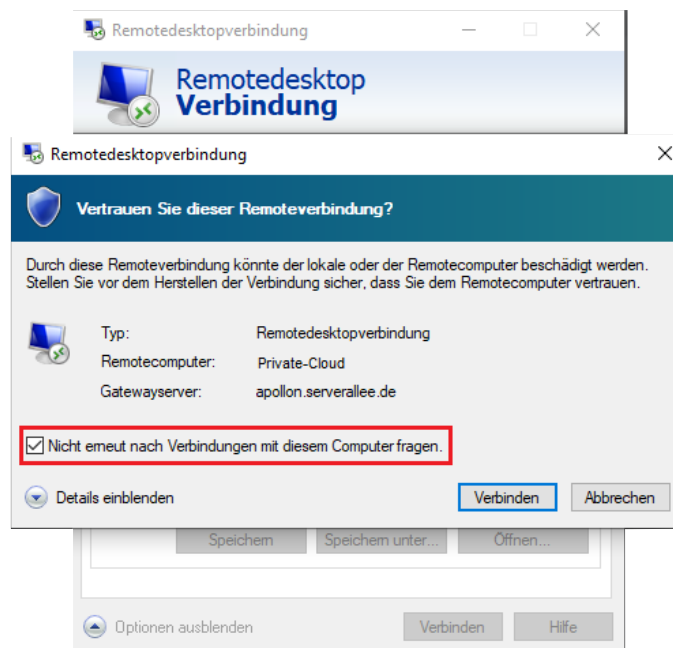 Remotedesktopverbindung
Remotedesktop
Verbindung
Remotedesktopverbindung
Vertrauen Sie dieser Remoteverbindung?
Durch diese Remoteverbindung könnte der lokale oder der Remotecomputer beschädigt werden.
Stellen Sie vor dem Herstellen der Verbindung sicher, dass Sie dem Remotecomputer vertrauen.
Typ: Remotedesktopverbindung
Remotecomputer: Private-Cloud
Gatewayserver: apollon.serverallee.de
Nicht erneut nach Verbindungen mit diesem Computer fragen.
Details einblenden Verbinden Abbrechen
Speichern Speichern unter... Öffnen...
Optionen ausblenden Verbinden Hilfe